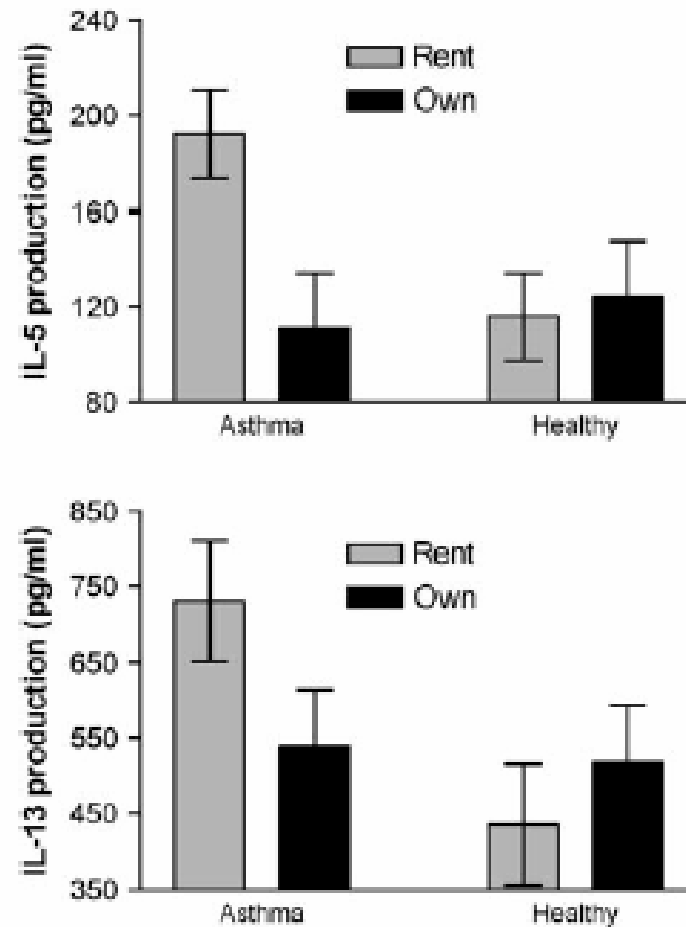 IL-5 production (pg/ml)
240
200
160
120
80
Rent
Own
Asthma
Healthy
IL-13 production (pg/ml)
850
750
650
550
450
350
Rent
Own
Asthma
Healthy